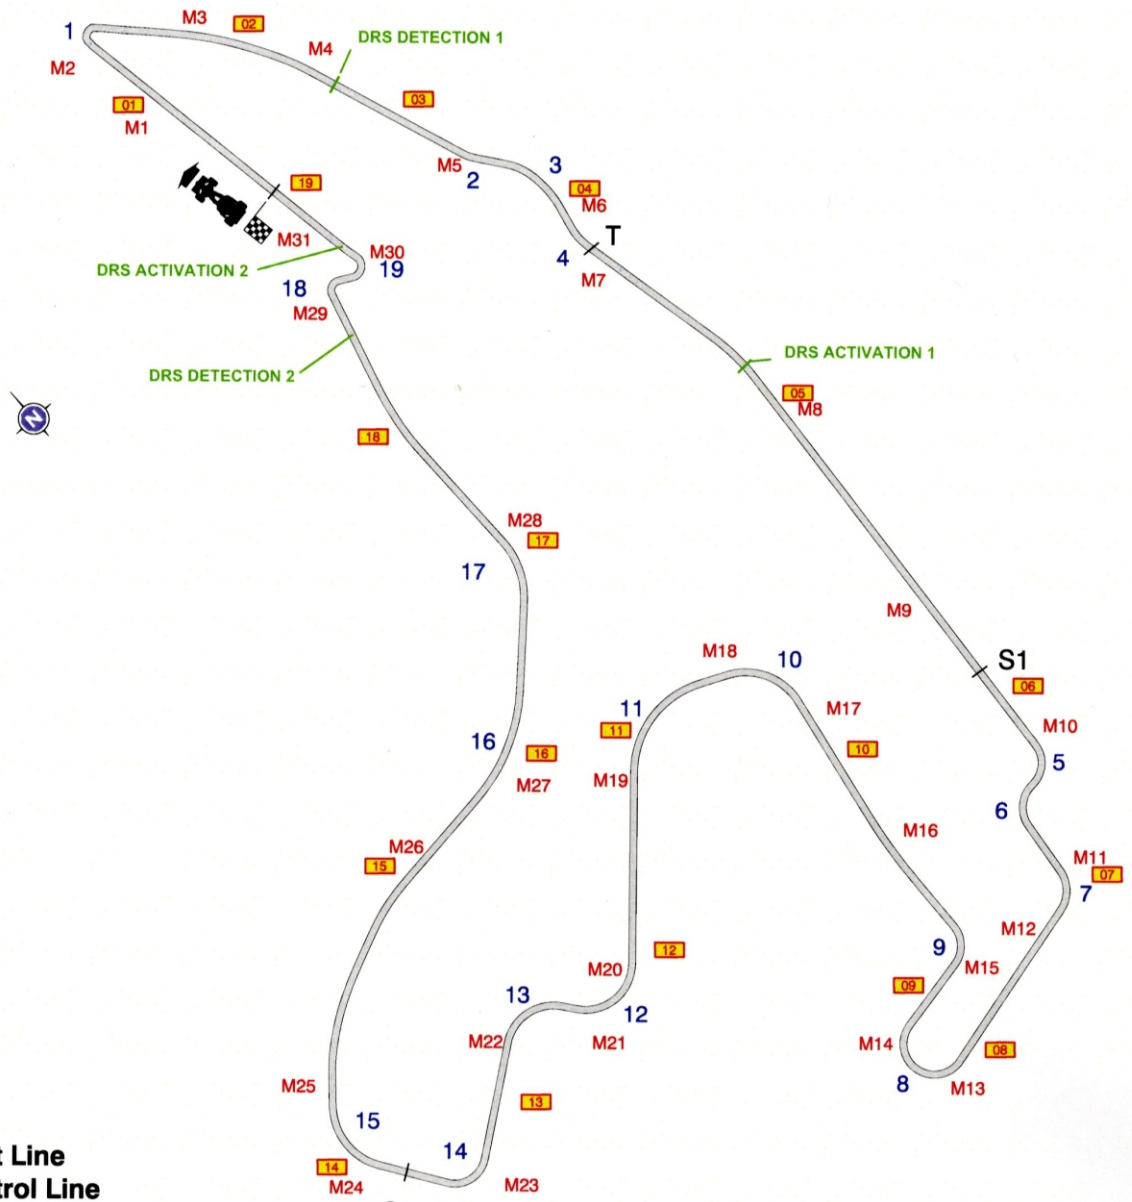 1
M3
02
M4
DRS DETECTION 1
M2
01
M1
03
M5
2
3
04
M6
19
T
4
M7
M31
M30
19
DRS ACTIVATION 2
18
M29
DRS ACTIVATION 1
DRS DETECTION 2
05
M8
N
18
M28
17
17
M9
S1
06
M18
10
M17
M10
11
11
10
5
16
16
M27
M19
6
M16
M26
15
M11
07
7
M12
9
M15
12
M20
13
12
09
M22
M21
M14
08
8
M13
M25
13
15
14
14
M24
M23
t Line
trol Line